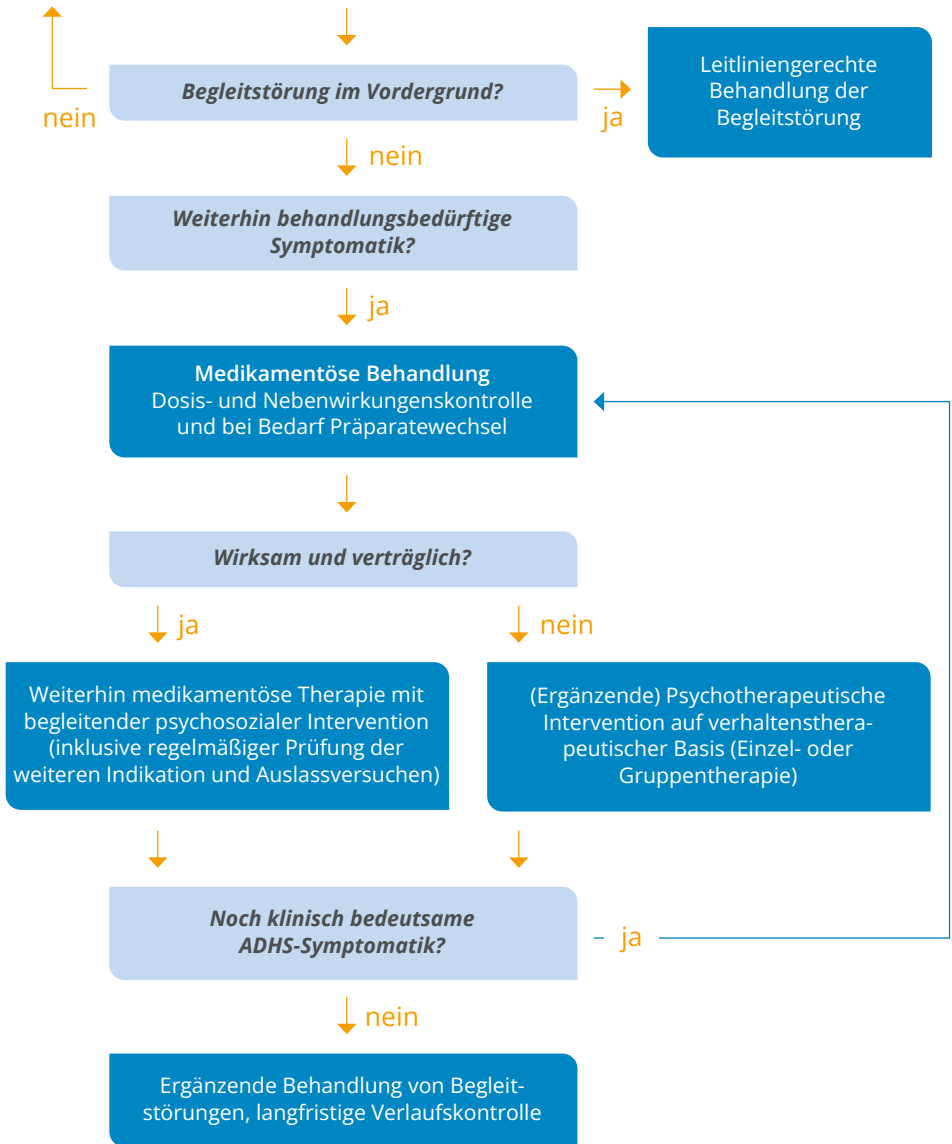 Begleitstörung im Vordergrund?
nein
ja
Leitliniengerechte
Behandlung der
Begleitstörung
nein
Weiterhin behandlungsbedürftige
Symptomatik?
ja
Medikamentöse Behandlung
Dosis- und Nebenwirkungenskontrolle
und bei Bedarf Präparatewechsel
Wirksam und verträglich?
ja
nein
Weiterhin medikamentöse Therapie mit
begleitender psychosozialer Intervention
(inklusive regelmäßiger Prüfung der
weiteren Indikation und Auslassversuchen)
(Ergänzende) Psychotherapeutische
Intervention auf verhaltensthera-
peutischer Basis (Einzel- oder
Gruppentherapie)
Noch klinisch bedeutsame
ADHS-Symptomatik?
ja
nein
Ergänzende Behandlung von Begleit-
störungen, langfristige Verlaufskontrolle